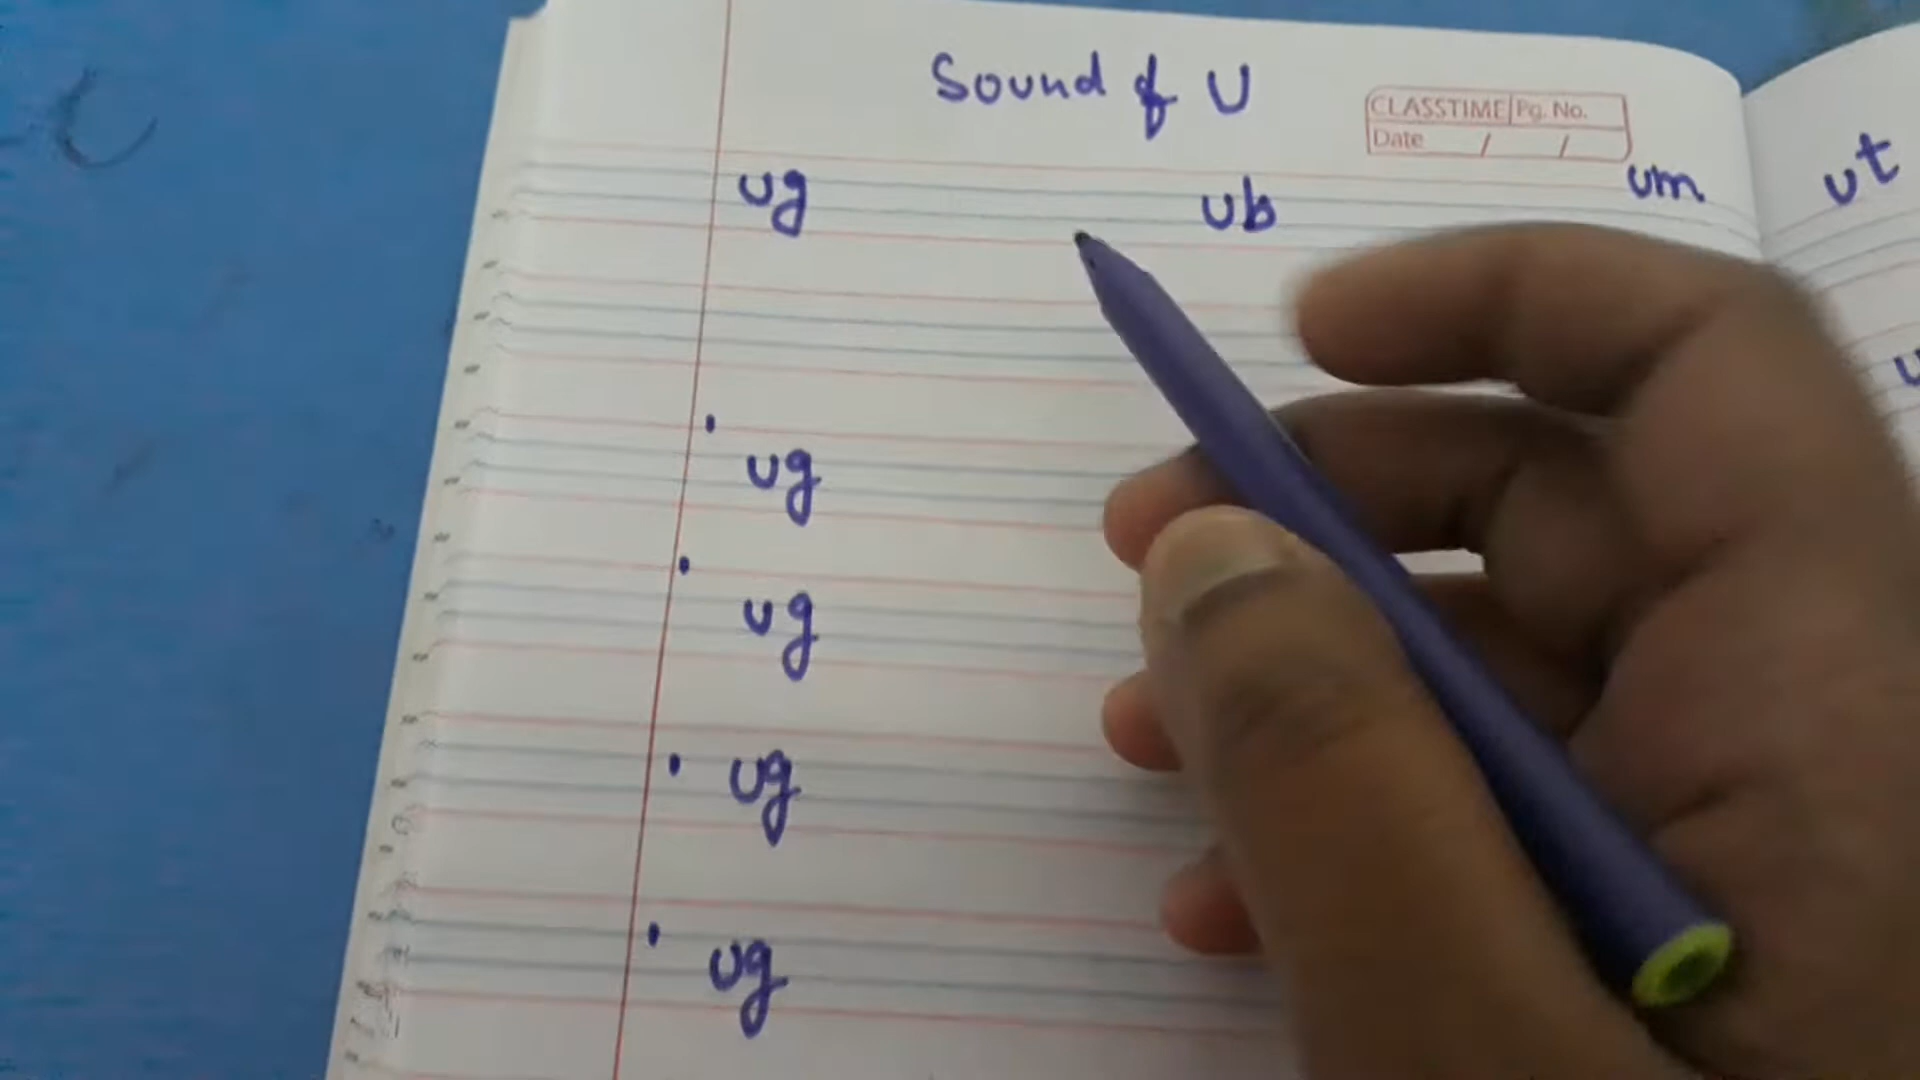 Sound of U
CLASSTIME Pg. No.
Date / /
ug ub um ut
ug
ug
ug
ug